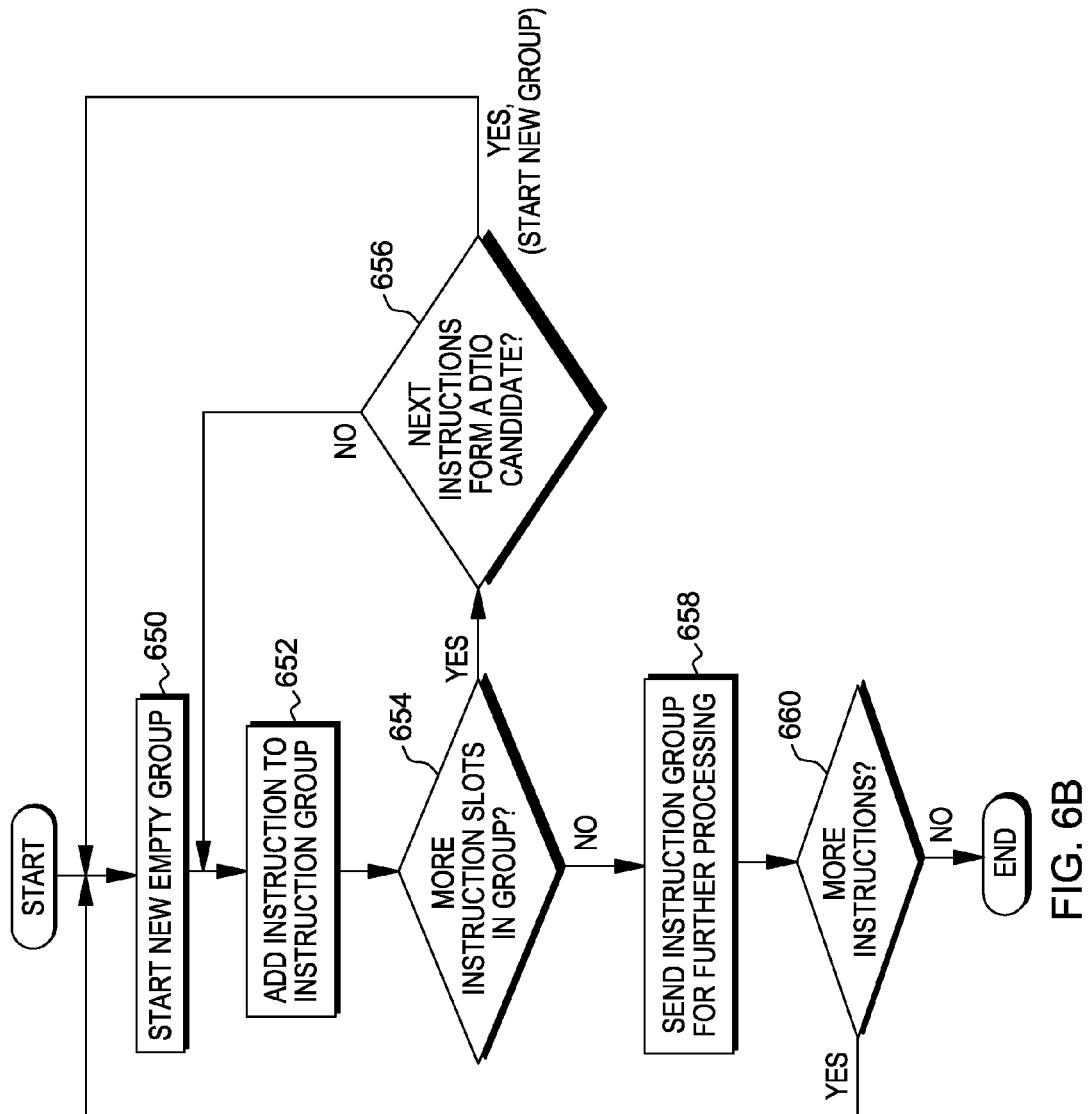 START
START NEW EMPTY GROUP
650
ADD INSTRUCTION TO
INSTRUCTION GROUP
652
MORE
INSTRUCTION SLOTS
IN GROUP?
654
YES
NO
NEXT
INSTRUCTIONS
FORM A DTIO
CANDIDATE?
656
NO
YES,
(START NEW GROUP)
SEND INSTRUCTION GROUP
FOR FURTHER PROCESSING
658
MORE
INSTRUCTIONS?
660
YES
NO
END
FIG. 6B